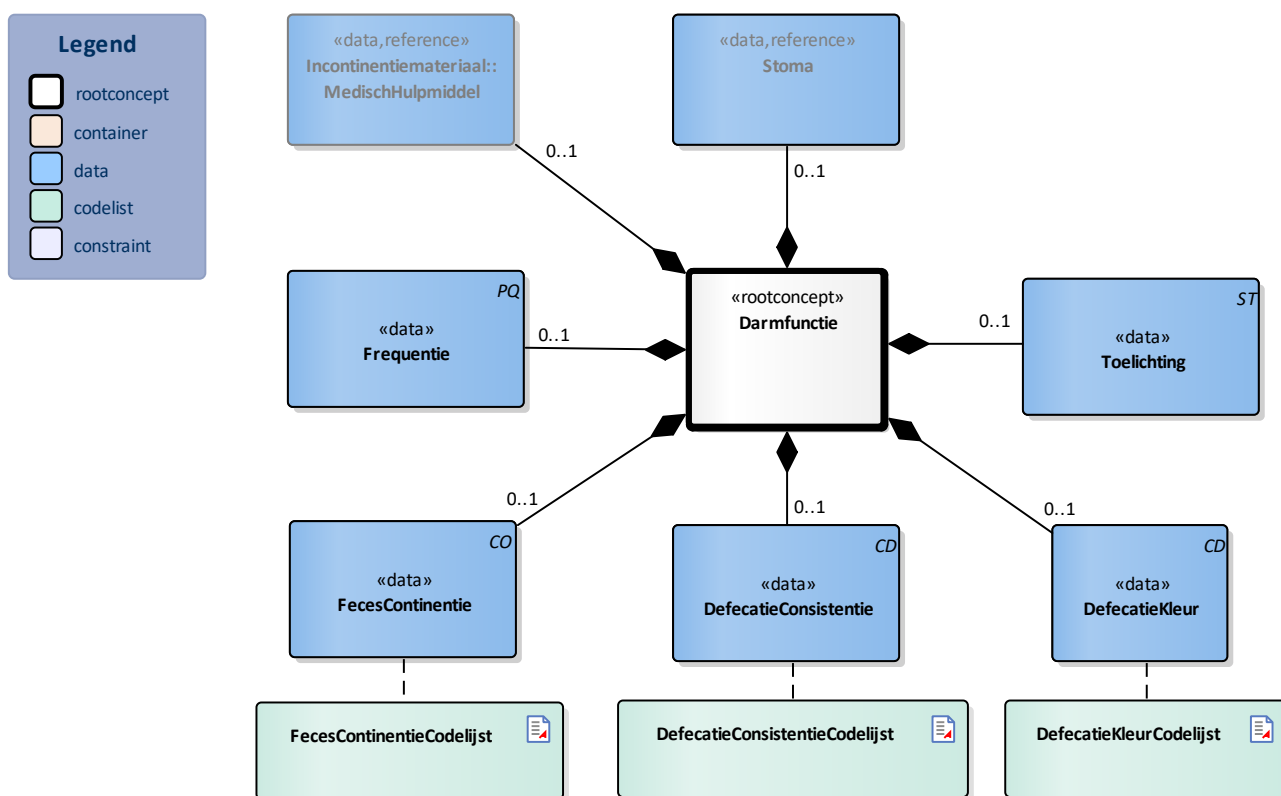 Legend
rootconcept
container
data
codelist
constraint
«data,reference»
Incontinentiemateriaal::
MedischHulpmiddel
0..1
«data,reference»
Stoma
0..1
PQ
«data»
Frequentie
0..1
«rootconcept»
Darmfunctie
ST
«data»
Toelichting
0..1
CO
«data»
FecesContinentie
0..1
CD
«data»
DefecatieConsistentie
0..1
CD
«data»
DefecatieKleur
0..1
FecesContinentieCodelijst
DefecatieConsistentieCodelijst
DefecatieKleurCodelijst